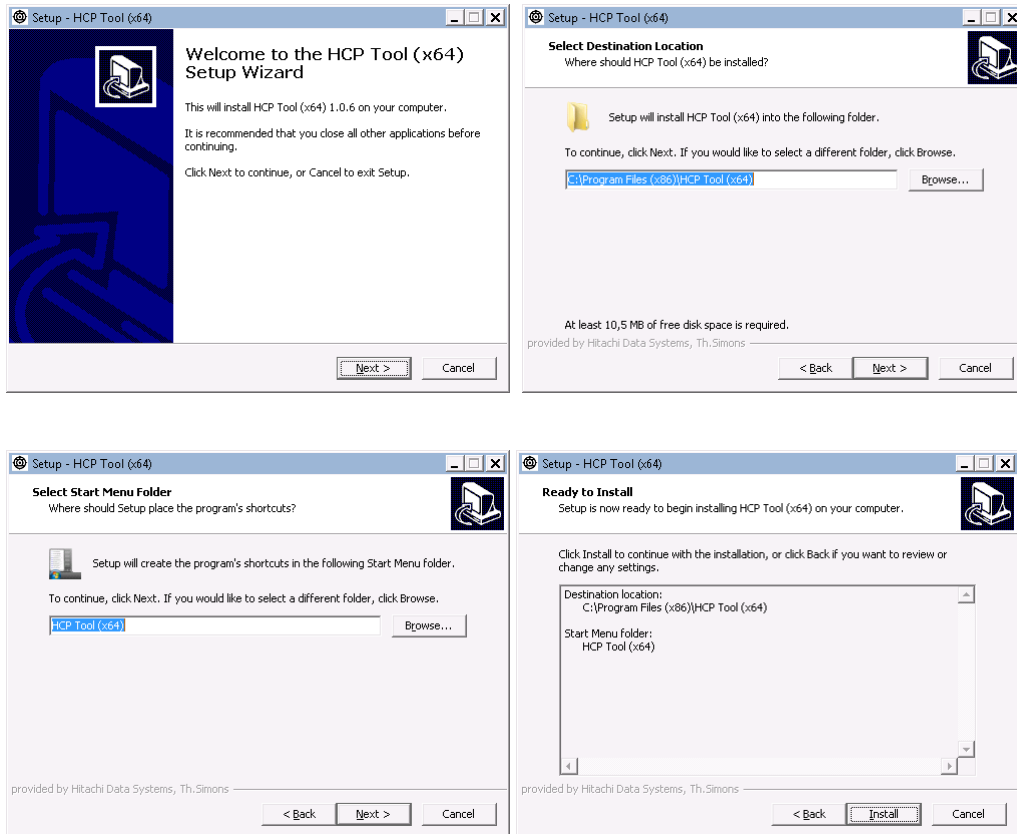 Setup - HCP Tool (x64)
Welcome to the HCP Tool (x64)
Setup Wizard
This will install HCP Tool (x64) 1.0.6 on your computer.
It is recommended that you close all other applications before
continuing.
Click Next to continue, or Cancel to exit Setup.
Next >
Cancel
Setup - HCP Tool (x64)
Select Destination Location
Where should HCP Tool (x64) be installed?
Setup will install HCP Tool (x64) into the following folder.
To continue, click Next. If you would like to select a different folder, click Browse.
C:\Program Files (x86)\HCP Tool (x64)
Browse...
At least 10,5 MB of free disk space is required.
provided by Hitachi Data Systems, Th.Simons
< Back
Next >
Cancel
Setup - HCP Tool (x64)
Select Start Menu Folder
Where should Setup place the program's shortcuts?
Setup will create the program's shortcuts in the following Start Menu folder.
To continue, click Next. If you would like to select a different folder, click Browse.
HCP Tool (x64)
Browse...
provided by Hitachi Data Systems, Th.Simons
< Back
Next >
Cancel
Setup - HCP Tool (x64)
Ready to Install
Setup is now ready to begin installing HCP Tool (x64) on your computer.
Click Install to continue with the installation, or click Back if you want to review or
change any settings.
Destination location:
C:\Program Files (x86)\HCP Tool (x64)
Start Menu folder:
HCP Tool (x64)
provided by Hitachi Data Systems, Th.Simons
< Back
Install
Cancel